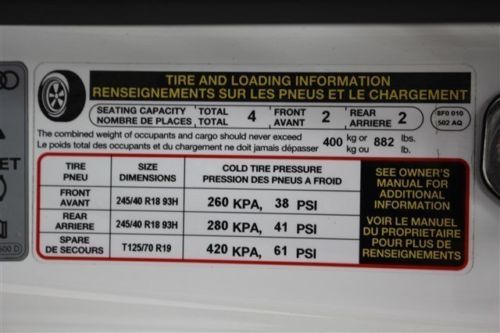 TIRE AND LOADING INFORMATION
RENSEIGNEMENTS SUR LES PNEUS ET LE CHARGEMENT
SEATING CAPACITY TOTAL 4 FRONT 2 REAR 2
NOMBRE DE PLACES TOTAL AVANT ARRIERE
8F0 010
502 AQ
The combined weight of occupants and cargo should never exceed 400 kg or 882 lbs.
Le poids total des occupants et du chargement ne doit jamais dépasser kg ou lb.
TIRE SIZE COLD TIRE PRESSURE
PNEU DIMENSIONS PRESSION DES PNEUS A FROID
FRONT
AVANT 245/40 R18 93H 260 KPA, 38 PSI
REAR
ARRIERE 245/40 R18 93H 280 KPA, 41 PSI
SPARE
DE SECOURS T125/70 R19 420 KPA, 61 PSI
SEE OWNER'S
MANUAL FOR
ADDITIONAL
INFORMATION
VOIR LE MANUEL
DU PROPRIETAIRE
POUR PLUS DE
RENSEIGNEMENTS
ET
600 D